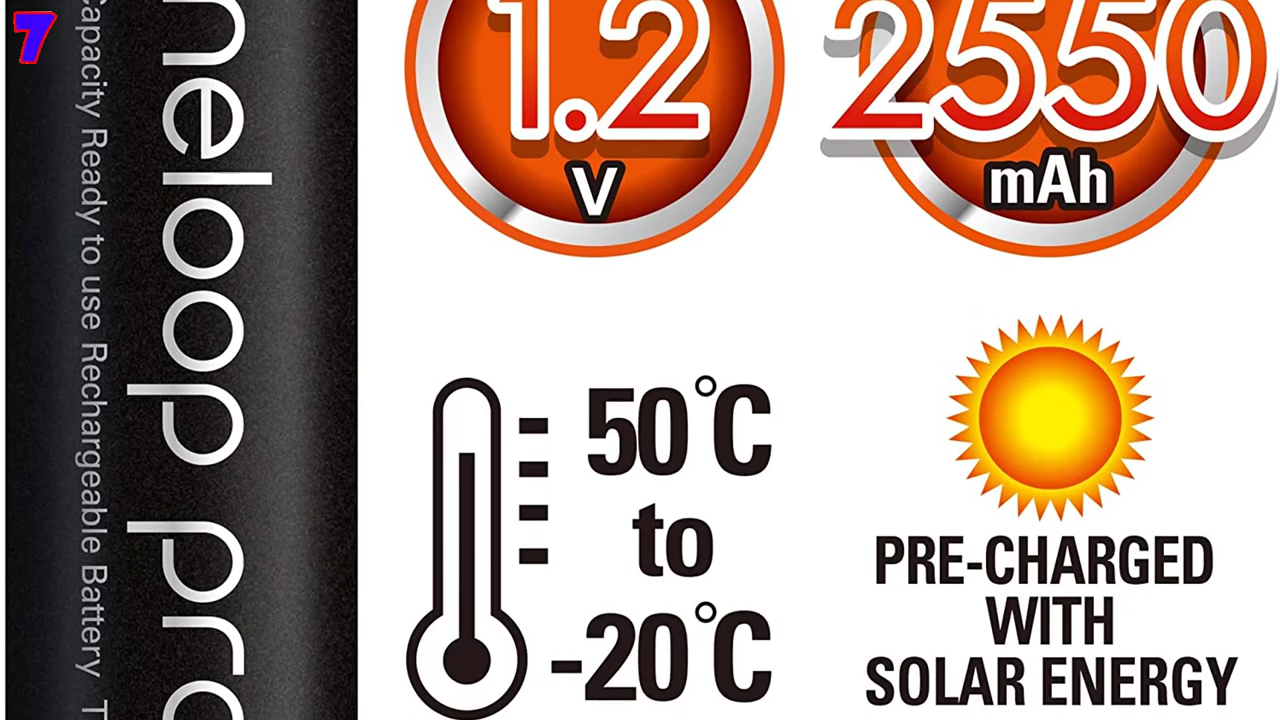 7
Capacity Ready to use Rechargeable Battery
neloop pro
1.2
V
2550
mAh
50°C
to
-20°C
PRE-CHARGED
WITH
SOLAR ENERGY